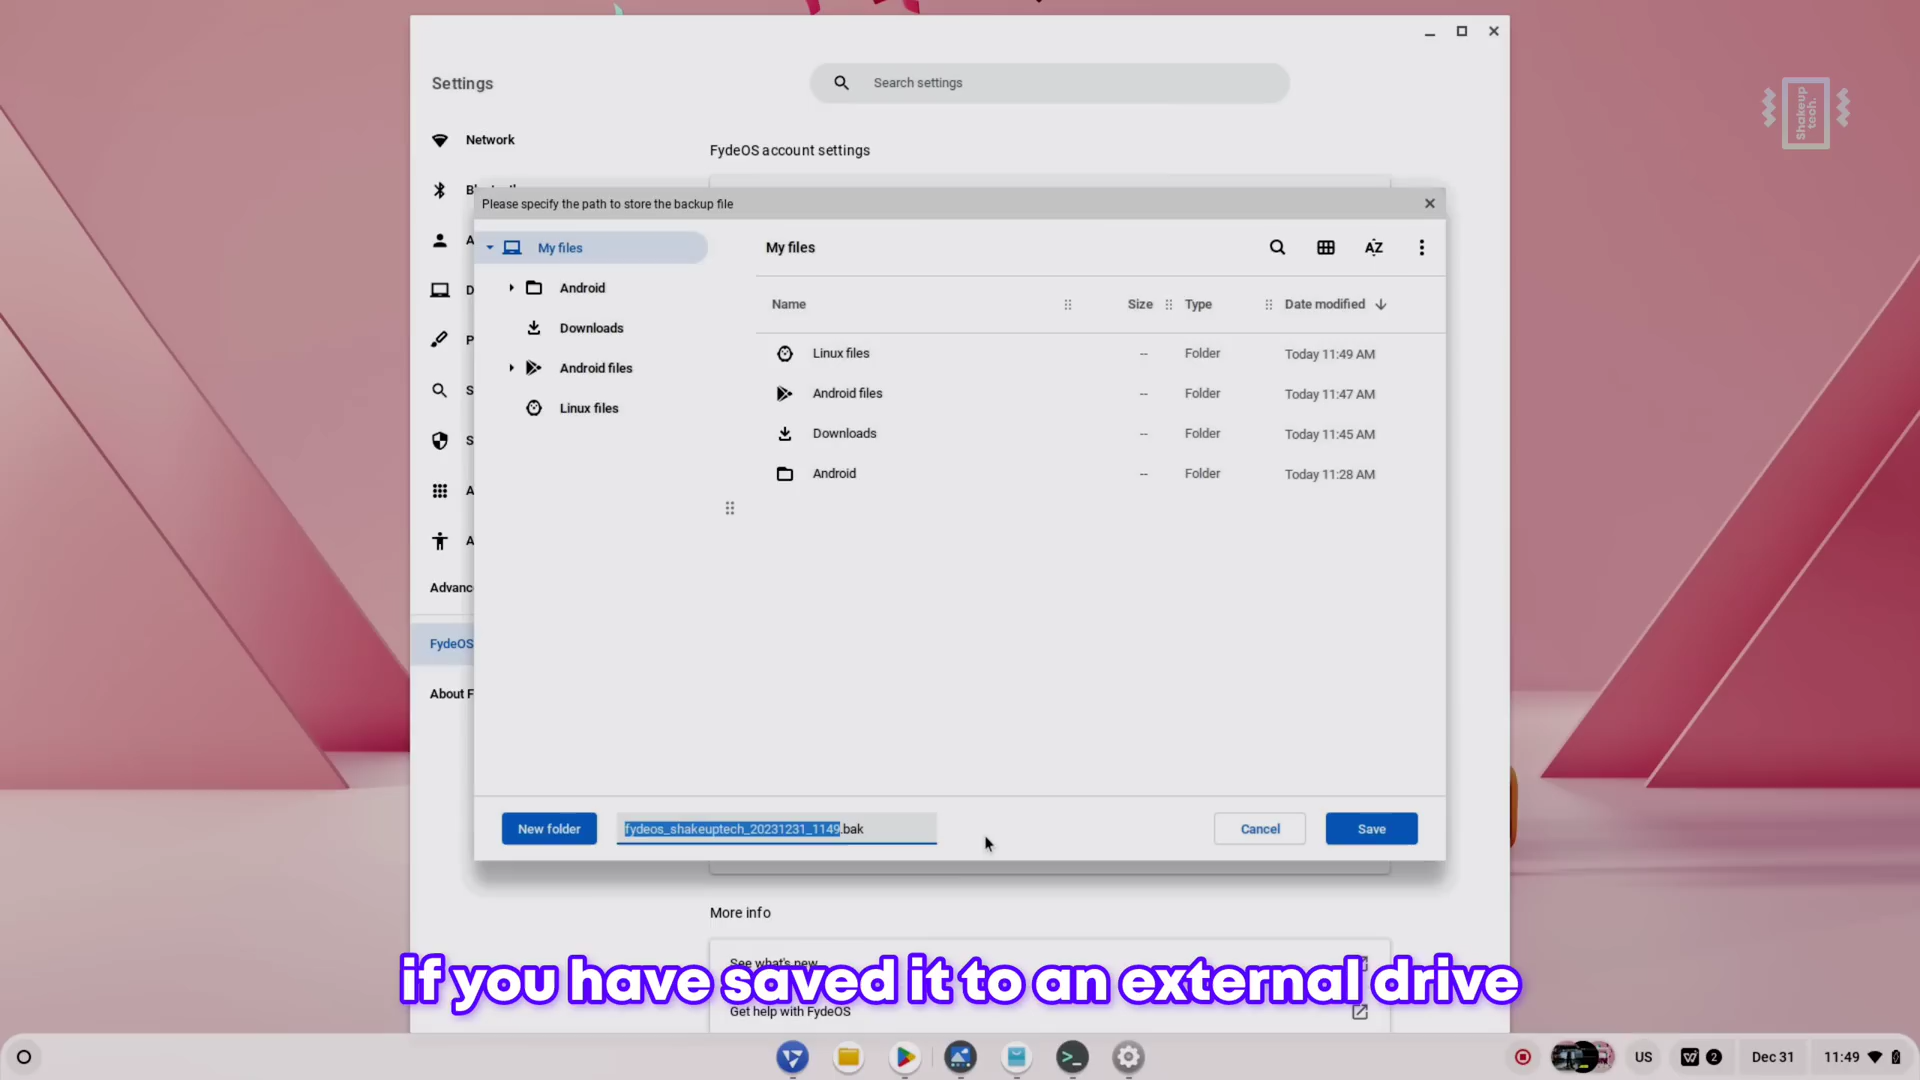 Settings
Search settings
shakeup
tech.
Network
FydeOS account settings
Please specify the path to store the backup file
My files
My files
AZ
Android
Name
Size
Type
Date modified
Downloads
Linux files
--
Folder
Today 11:49 AM
Android files
Android files
--
Folder
Today 11:47 AM
Linux files
Downloads
--
Folder
Today 11:45 AM
Android
--
Folder
Today 11:28 AM
Advanc
FydeOS
About F
New folder
fydeos_shakeuptech_20231231_1149.bak
Cancel
Save
More info
See what's new
if you have saved it to an external drive
Get help with FydeOS
US
2
Dec 31
11:49